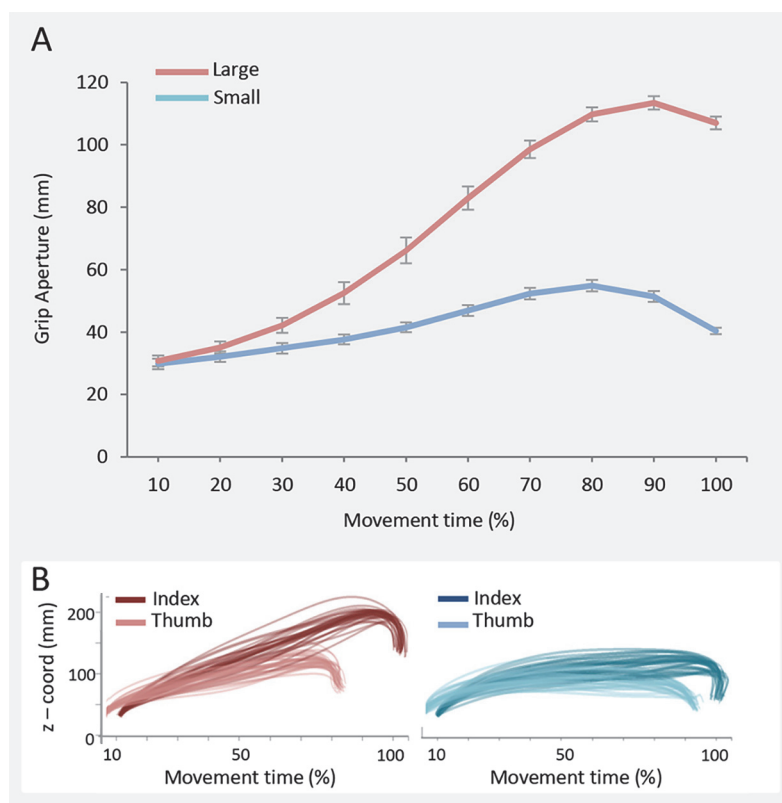 A
Large
Small
120
100
80
60
40
20
0
Grip Aperture (mm)
10 20 30 40 50 60 70 80 90 100
Movement time (%)
B
Index
Thumb
Index
Thumb
200
100
0
z – coord (mm)
10 50 100
10 50 100
Movement time (%)
Movement time (%)